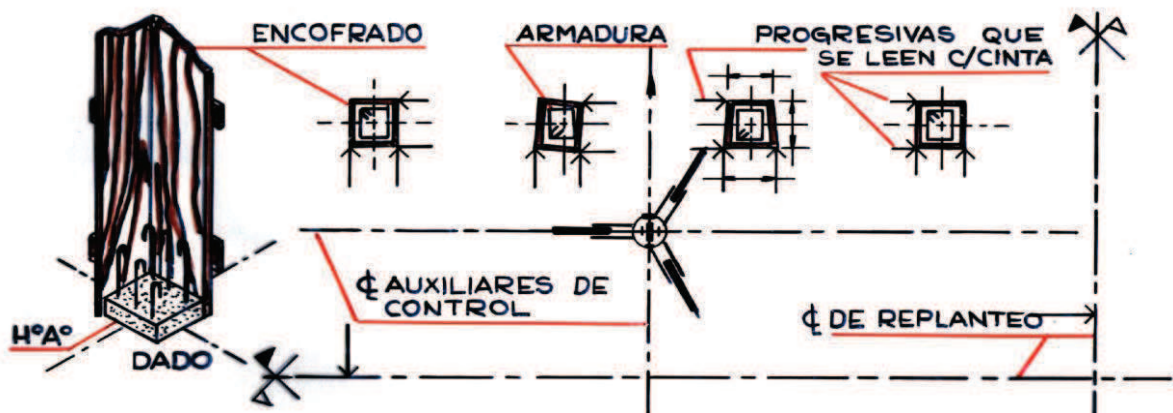 ENCOFRADO
ARMADURA
PROGRESIVAS QUE
SE LEEN C/CINTA
℄ AUXILIARES DE
CONTROL
℄ DE REPLANTEO
HºAº
DADO